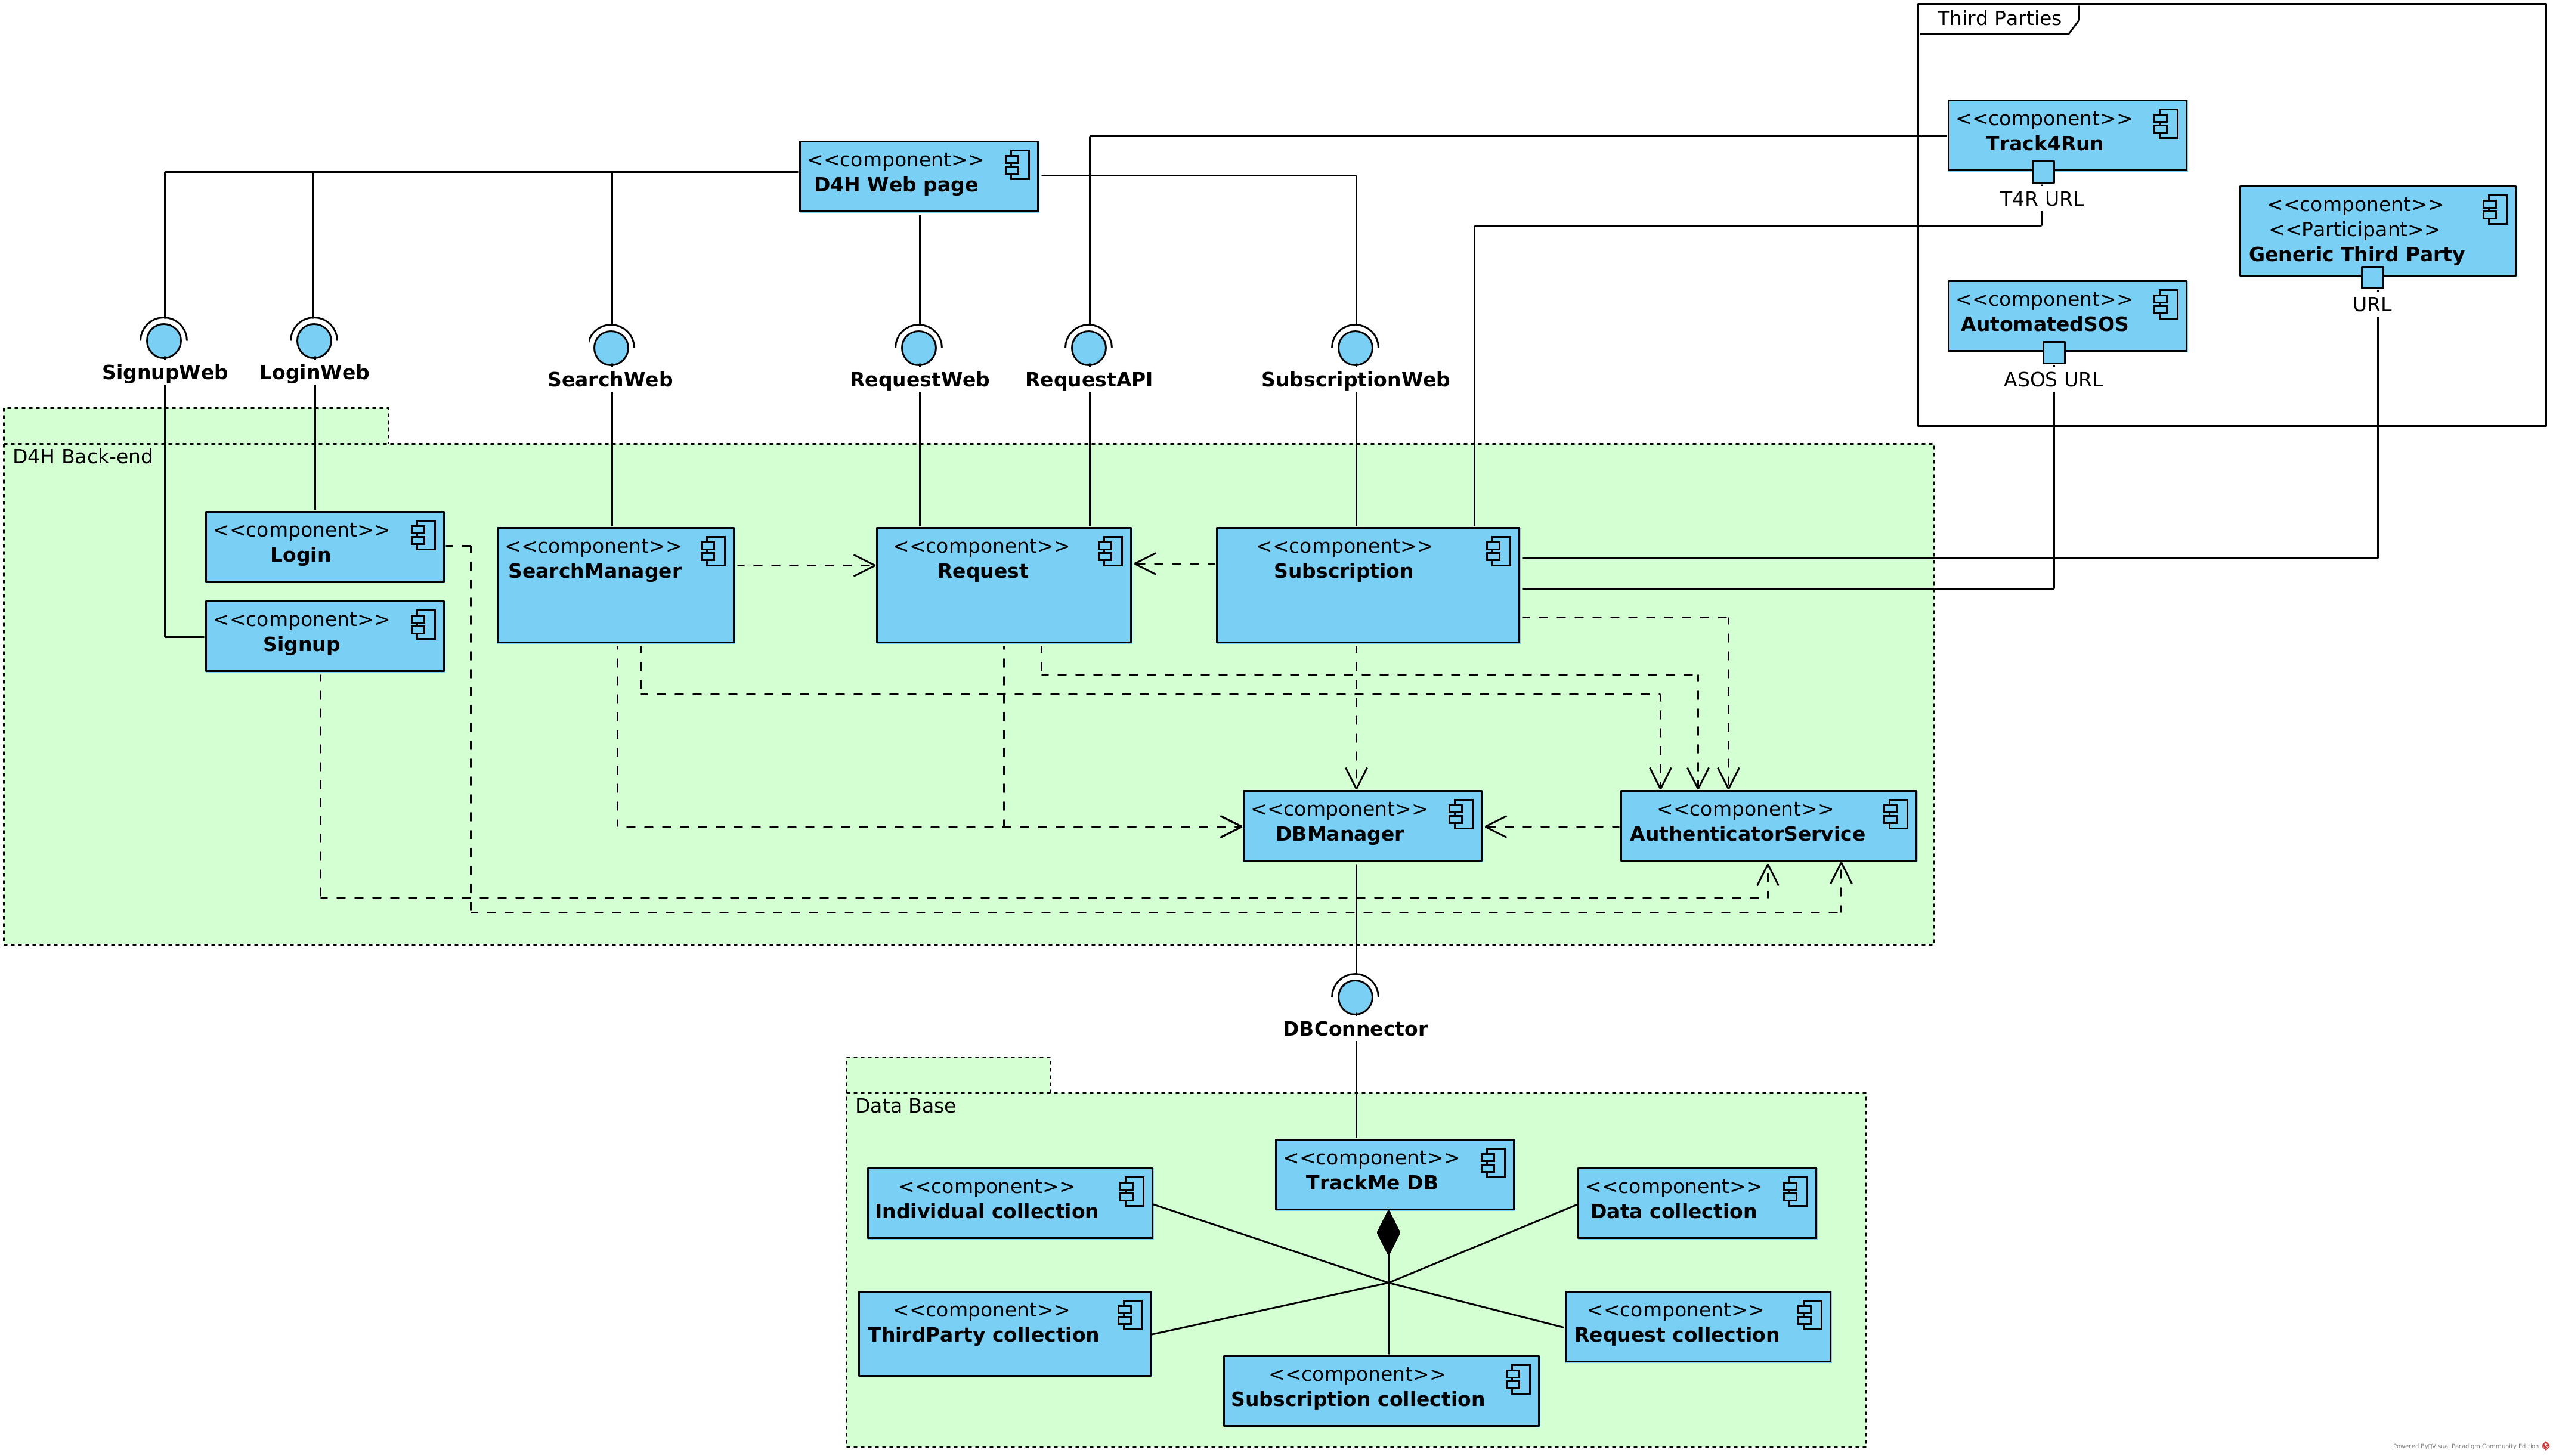 Third Parties
<<component>>
Track4Run
T4R URL
<<component>>
D4H Web page
<<component>>
<<Participant>>
Generic Third Party
URL
<<component>>
AutomatedSOS
ASOS URL
SignupWeb
LoginWeb
SearchWeb
RequestWeb
RequestAPI
SubscriptionWeb
D4H Back-end
<<component>>
Login
<<component>>
SearchManager
<<component>>
Request
<<component>>
Subscription
<<component>>
Signup
<<component>>
DBManager
<<component>>
AuthenticatorService
DBConnector
Data Base
<<component>>
TrackMe DB
<<component>>
Individual collection
<<component>>
Data collection
<<component>>
ThirdParty collection
<<component>>
Request collection
<<component>>
Subscription collection
Powered By Visual Paradigm Community Edition